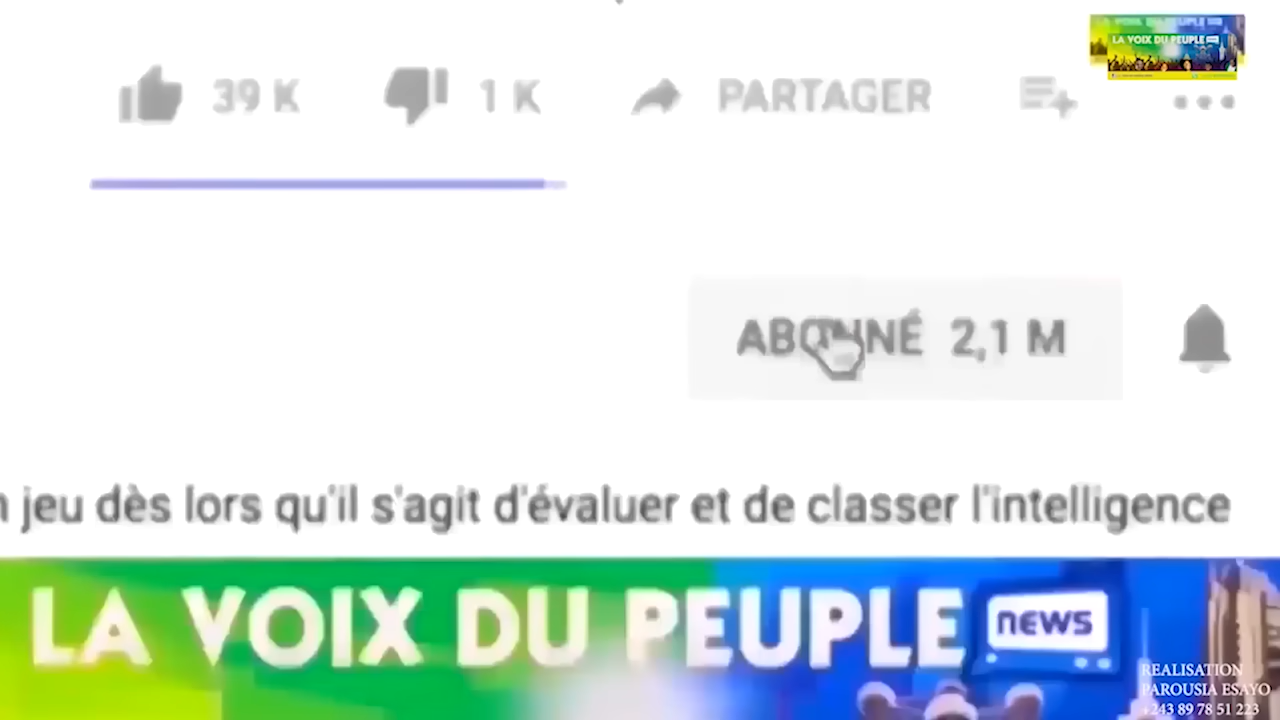 LA VOIX DU PEUPLE
39 K 1 K PARTAGER
ABONNÉ 2,1 M
jeu dès lors qu'il s'agit d'évaluer et de classer l'intelligence
LA VOIX DU PEUPLE news
REALISATION
PAROUSIA ESAYO
+243 89 78 51 223